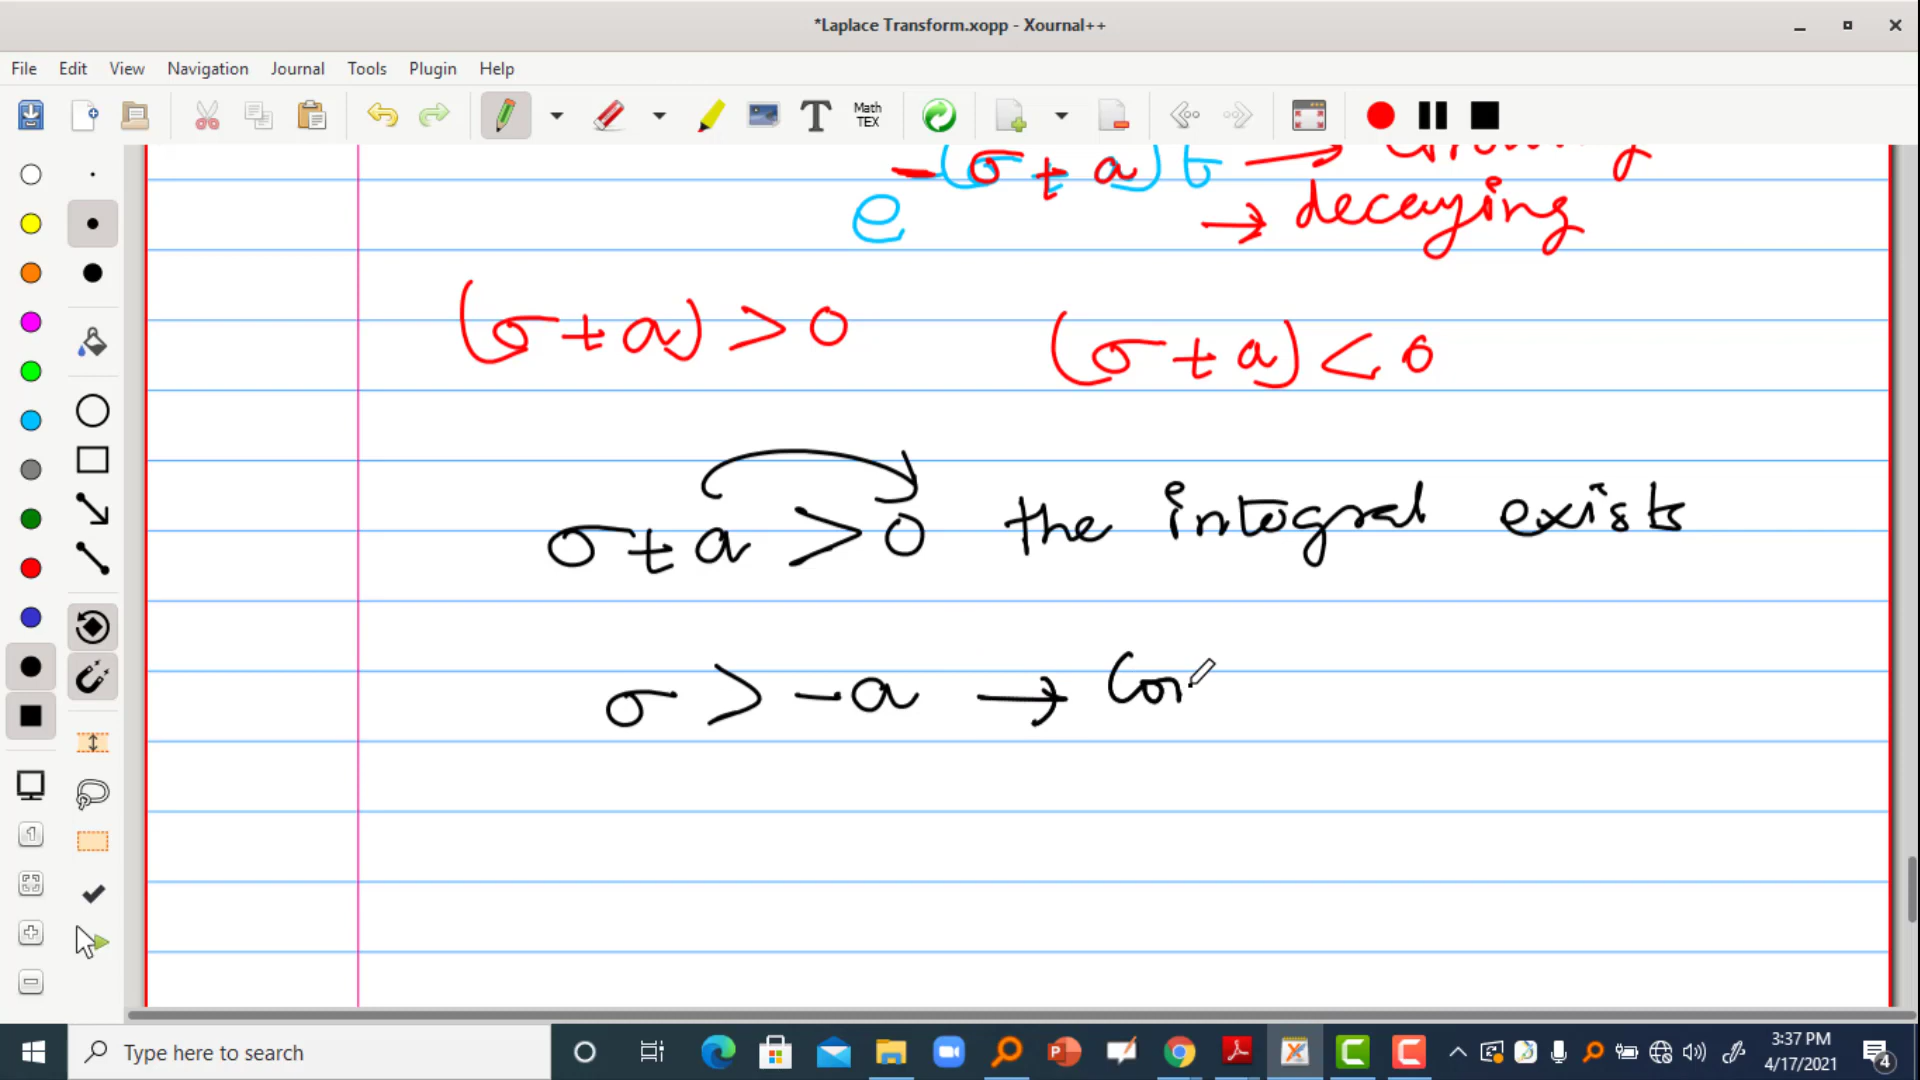 *Laplace Transform.xopp - Xournal++
File Edit View Navigation Journal Tools Plugin Help
Math TEX
e -(σ + a) t →
→ decaying
(σ + a) > 0 (σ + a) < 0
σ + a > 0 the integral exists
σ > -a → Con
Type here to search
3:37 PM
4/17/2021
4